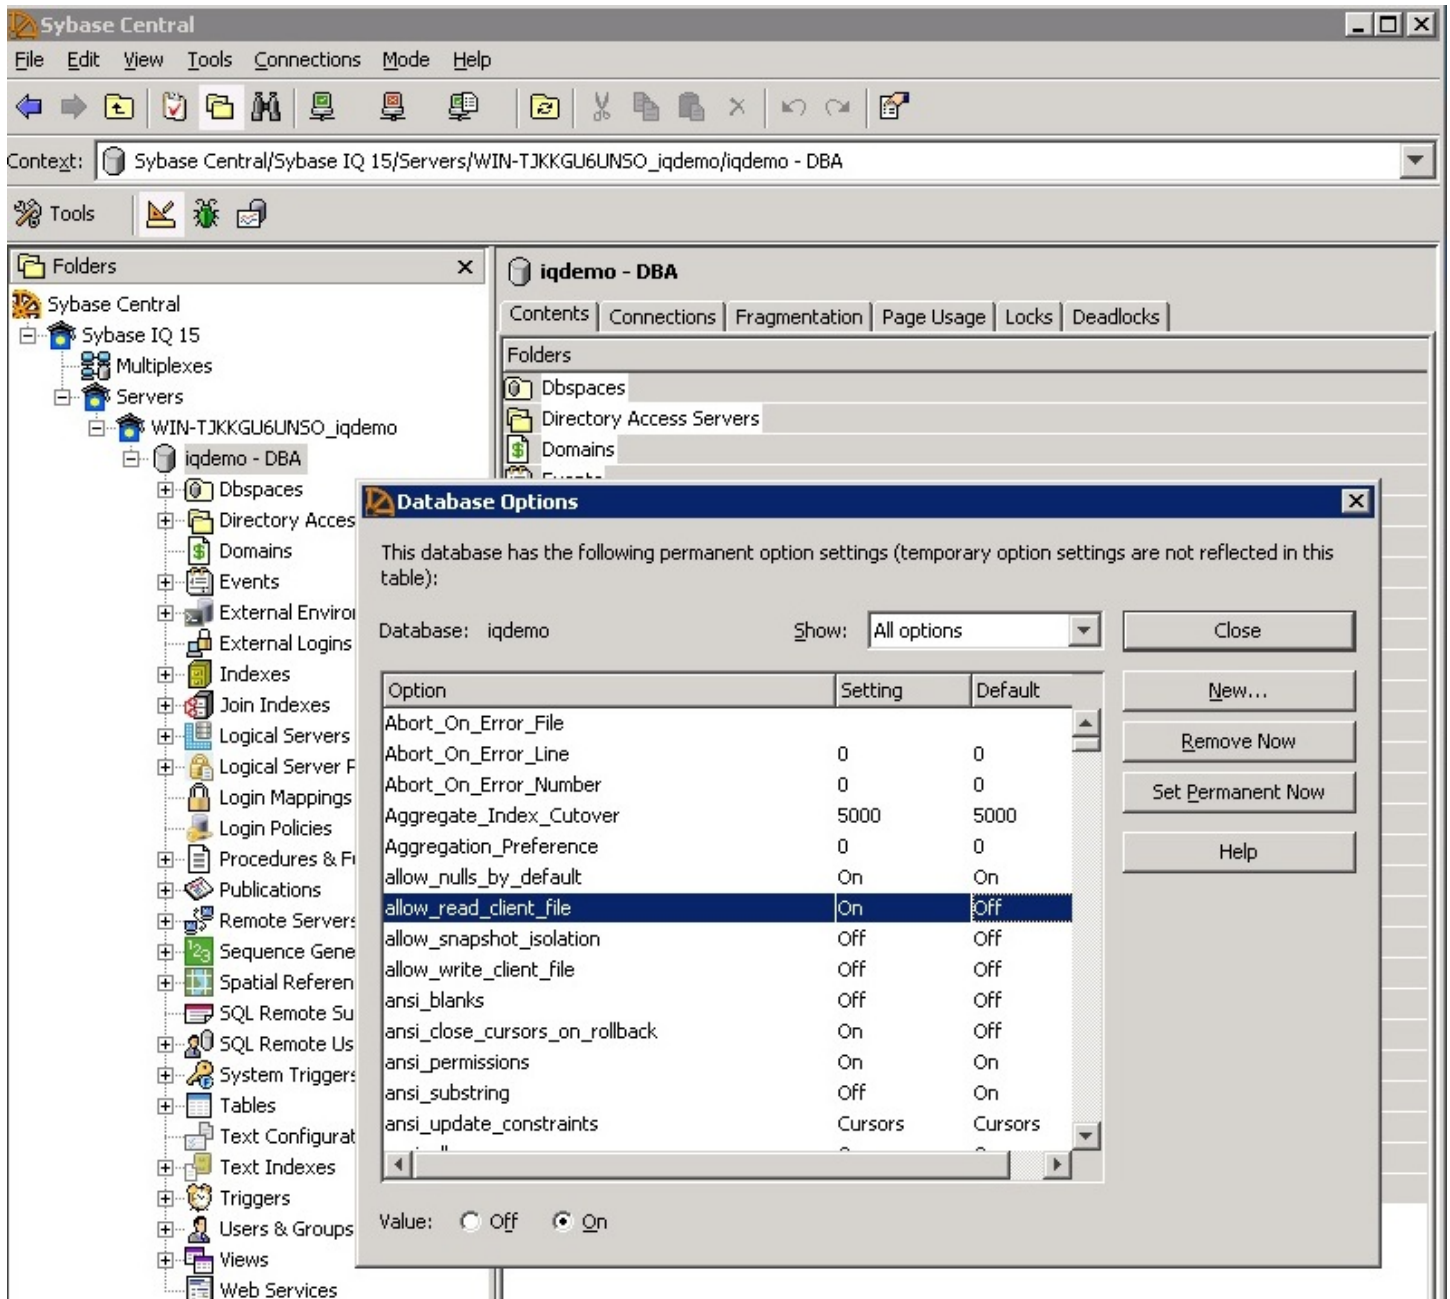 Sybase Central
File Edit View Tools Connections Mode Help
Context: Sybase Central/Sybase IQ 15/Servers/WIN-TJKKGU6UNSO_iqdemo/iqdemo - DBA
Tools
Folders
Sybase Central
Sybase IQ 15
Multiplexes
Servers
WIN-TJKKGU6UNSO_iqdemo
iqdemo - DBA
Dbspaces
Directory Acces
Domains
Events
External Enviro
External Logins
Indexes
Join Indexes
Logical Servers
Logical Server P
Login Mappings
Login Policies
Procedures & F
Publications
Remote Servers
Sequence Gene
Spatial Referen
SQL Remote Su
SQL Remote Us
System Triggers
Tables
Text Configurat
Text Indexes
Triggers
Users & Groups
Views
Web Services
iqdemo - DBA
Contents Connections Fragmentation Page Usage Locks Deadlocks
Folders
Dbspaces
Directory Access Servers
Domains
Events
Database Options
This database has the following permanent option settings (temporary option settings are not reflected in this
table):
Database: iqdemo Show: All options Close
Option Setting Default New...
Abort_On_Error_File
Abort_On_Error_Line 0 0 Remove Now
Abort_On_Error_Number 0 0 Set Permanent Now
Aggregate_Index_Cutover 5000 5000
Aggregation_Preference 0 0 Help
allow_nulls_by_default On On
allow_read_client_file On Off
allow_snapshot_isolation Off Off
allow_write_client_file Off Off
ansi_blanks Off Off
ansi_close_cursors_on_rollback On Off
ansi_permissions On On
ansi_substring Off On
ansi_update_constraints Cursors Cursors
Value: Off On